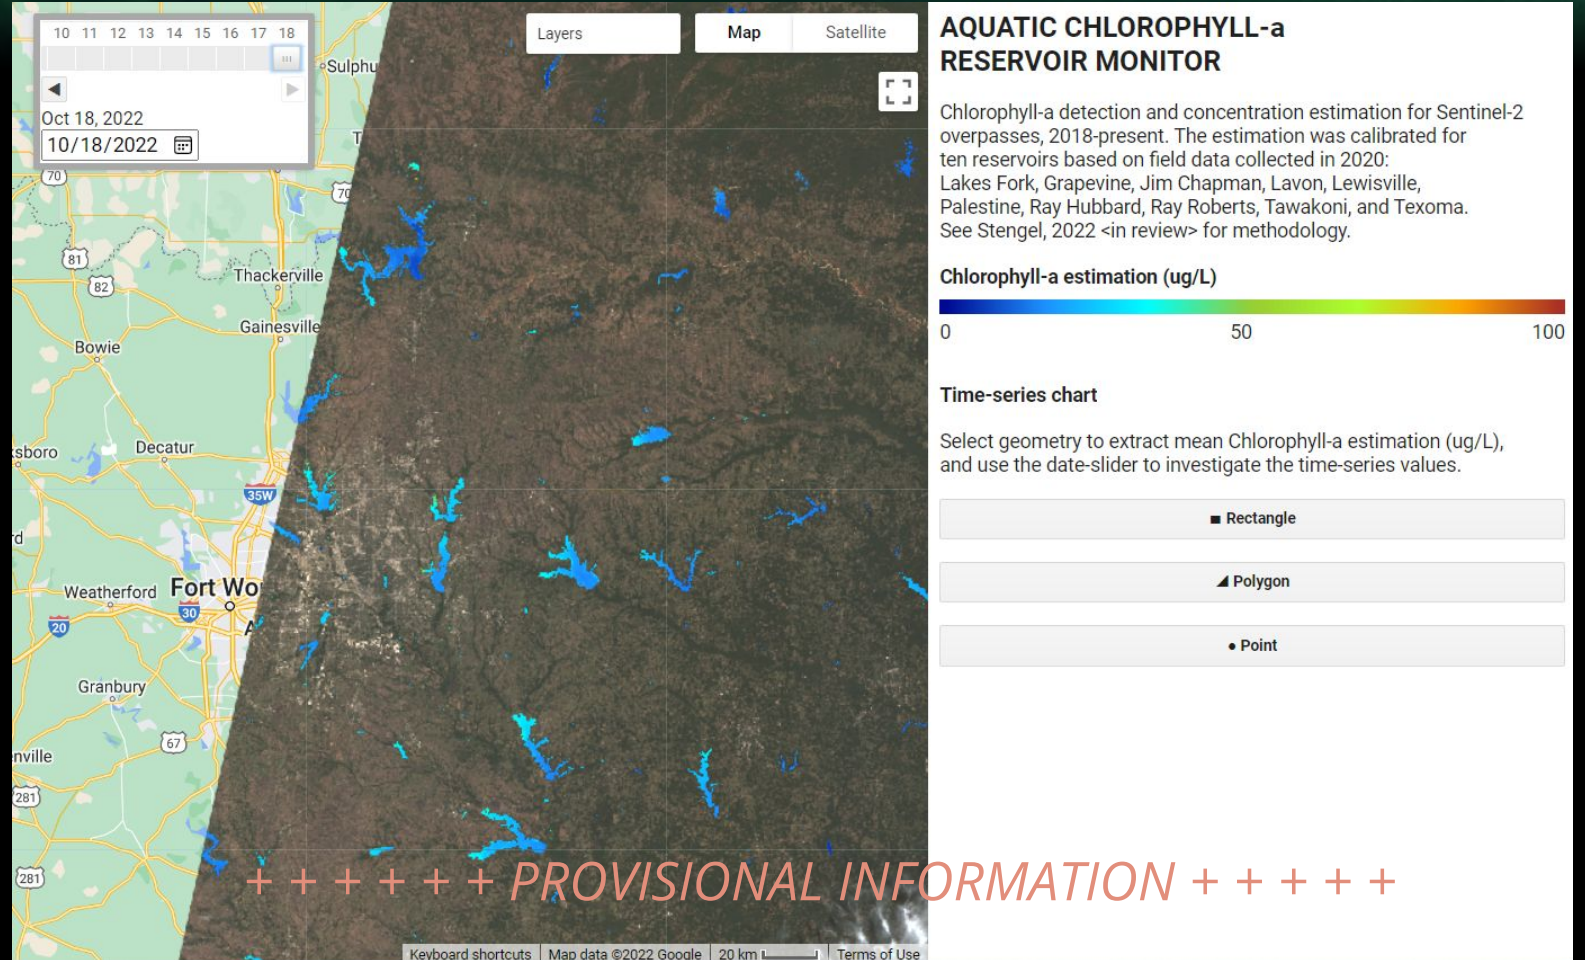 10 11 12 13 14 15 16 17 18
Oct 18, 2022
10/18/2022
Layers
Map
Satellite
Sulphu
T
70
70
81
82
Thackerville
Gainesville
Bowie
ksboro
Decatur
35W
rd
Weatherford
Fort Wo
30
20
A
Granbury
67
nville
281
281
Keyboard shortcuts
Map data ©2022 Google
20 km
Terms of Use
AQUATIC CHLOROPHYLL-a
RESERVOIR MONITOR
Chlorophyll-a detection and concentration estimation for Sentinel-2
overpasses, 2018-present. The estimation was calibrated for
ten reservoirs based on field data collected in 2020:
Lakes Fork, Grapevine, Jim Chapman, Lavon, Lewisville,
Palestine, Ray Hubbard, Ray Roberts, Tawakoni, and Texoma.
See Stengel, 2022 <in review> for methodology.
Chlorophyll-a estimation (ug/L)
0 50 100
Time-series chart
Select geometry to extract mean Chlorophyll-a estimation (ug/L),
and use the date-slider to investigate the time-series values.
Rectangle
Polygon
Point
+ + + + + + PROVISIONAL INFORMATION + + + + +